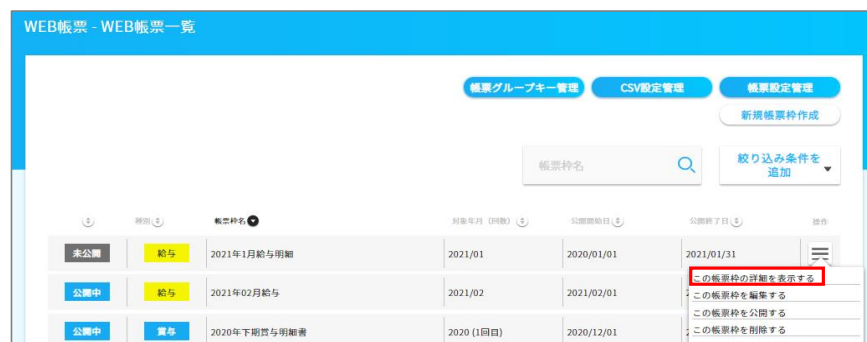 WEB帳票 - WEB帳票一覧
帳票グループキー管理 CSV設定管理 帳票設定管理
新規帳票枠作成
帳票枠名 絞り込み条件を追加
種別 帳票枠名 対象年月(回数) 公開開始日 公開終了日 操作
未公開 給与 2021年1月給与明細 2021/01 2020/01/01 2021/01/31
この帳票枠の詳細を表示する
公開中 給与 2021年02月給与 2021/02 2021/02/01
この帳票枠を編集する
この帳票枠を公開する
公開中 賞与 2020年下期賞与明細書 2020 (1回目) 2020/12/01
この帳票枠を削除する